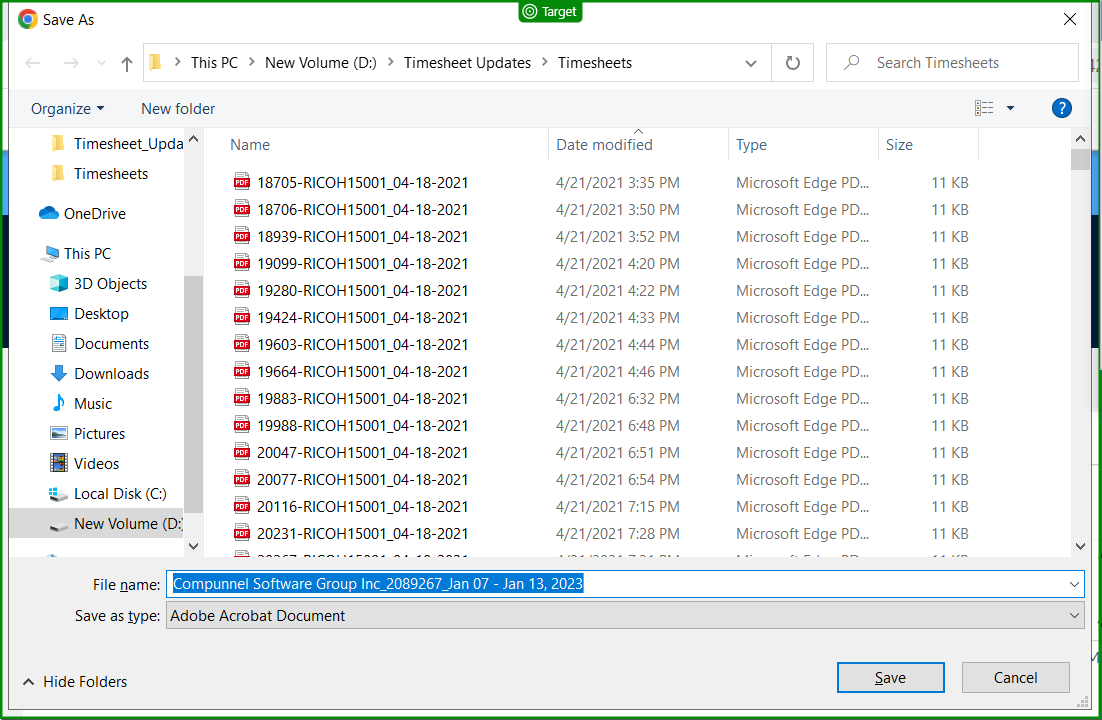 Target
Save As
This PC > New Volume (D:) > Timesheet Updates > Timesheets
Search Timesheets
Organize
New folder
?
Timesheet_Upda
Timesheets
OneDrive
This PC
3D Objects
Desktop
Documents
Downloads
Music
Pictures
Videos
Local Disk (C:)
New Volume (D:)
Name Date modified Type Size
PDF 18705-RICOH15001_04-18-2021 4/21/2021 3:35 PM Microsoft Edge PD... 11 KB
PDF 18706-RICOH15001_04-18-2021 4/21/2021 3:50 PM Microsoft Edge PD... 11 KB
PDF 18939-RICOH15001_04-18-2021 4/21/2021 3:52 PM Microsoft Edge PD... 11 KB
PDF 19099-RICOH15001_04-18-2021 4/21/2021 4:20 PM Microsoft Edge PD... 11 KB
PDF 19280-RICOH15001_04-18-2021 4/21/2021 4:22 PM Microsoft Edge PD... 11 KB
PDF 19424-RICOH15001_04-18-2021 4/21/2021 4:33 PM Microsoft Edge PD... 11 KB
PDF 19603-RICOH15001_04-18-2021 4/21/2021 4:44 PM Microsoft Edge PD... 11 KB
PDF 19664-RICOH15001_04-18-2021 4/21/2021 4:46 PM Microsoft Edge PD... 11 KB
PDF 19883-RICOH15001_04-18-2021 4/21/2021 6:32 PM Microsoft Edge PD... 11 KB
PDF 19988-RICOH15001_04-18-2021 4/21/2021 6:48 PM Microsoft Edge PD... 11 KB
PDF 20047-RICOH15001_04-18-2021 4/21/2021 6:51 PM Microsoft Edge PD... 11 KB
PDF 20077-RICOH15001_04-18-2021 4/21/2021 6:54 PM Microsoft Edge PD... 11 KB
PDF 20116-RICOH15001_04-18-2021 4/21/2021 7:15 PM Microsoft Edge PD... 11 KB
PDF 20231-RICOH15001_04-18-2021 4/21/2021 7:28 PM Microsoft Edge PD... 11 KB
File name: Compunnel Software Group Inc_2089267_Jan 07 - Jan 13, 2023
Save as type: Adobe Acrobat Document
Hide Folders
Save
Cancel